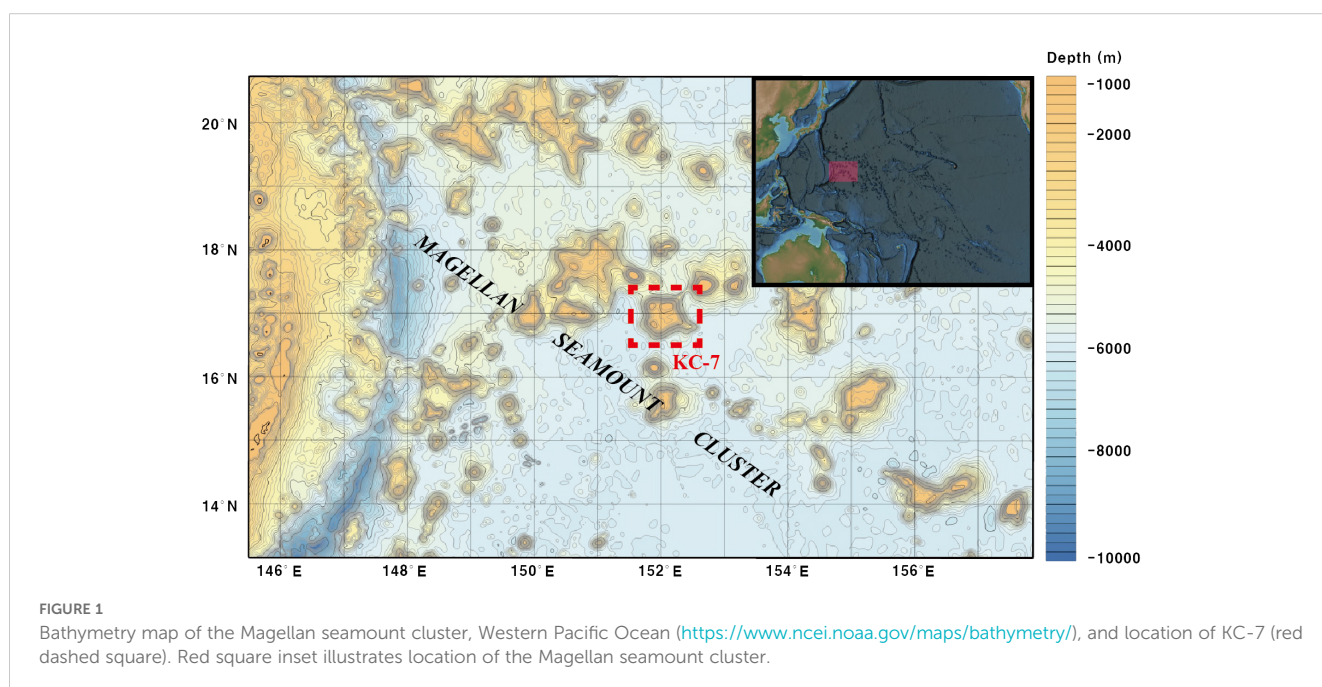 Depth (m)
-1000
-2000
-4000
-6000
-8000
-10000
20°N
18°N
16°N
14°N
MAGELLAN
SEAMOUNT
CLUSTER
KC-7
146°E 148°E 150°E 152°E 154°E 156°E
FIGURE 1
Bathymetry map of the Magellan seamount cluster, Western Pacific Ocean (https://www.ncei.noaa.gov/maps/bathymetry/), and location of KC-7 (red
dashed square). Red square inset illustrates location of the Magellan seamount cluster.